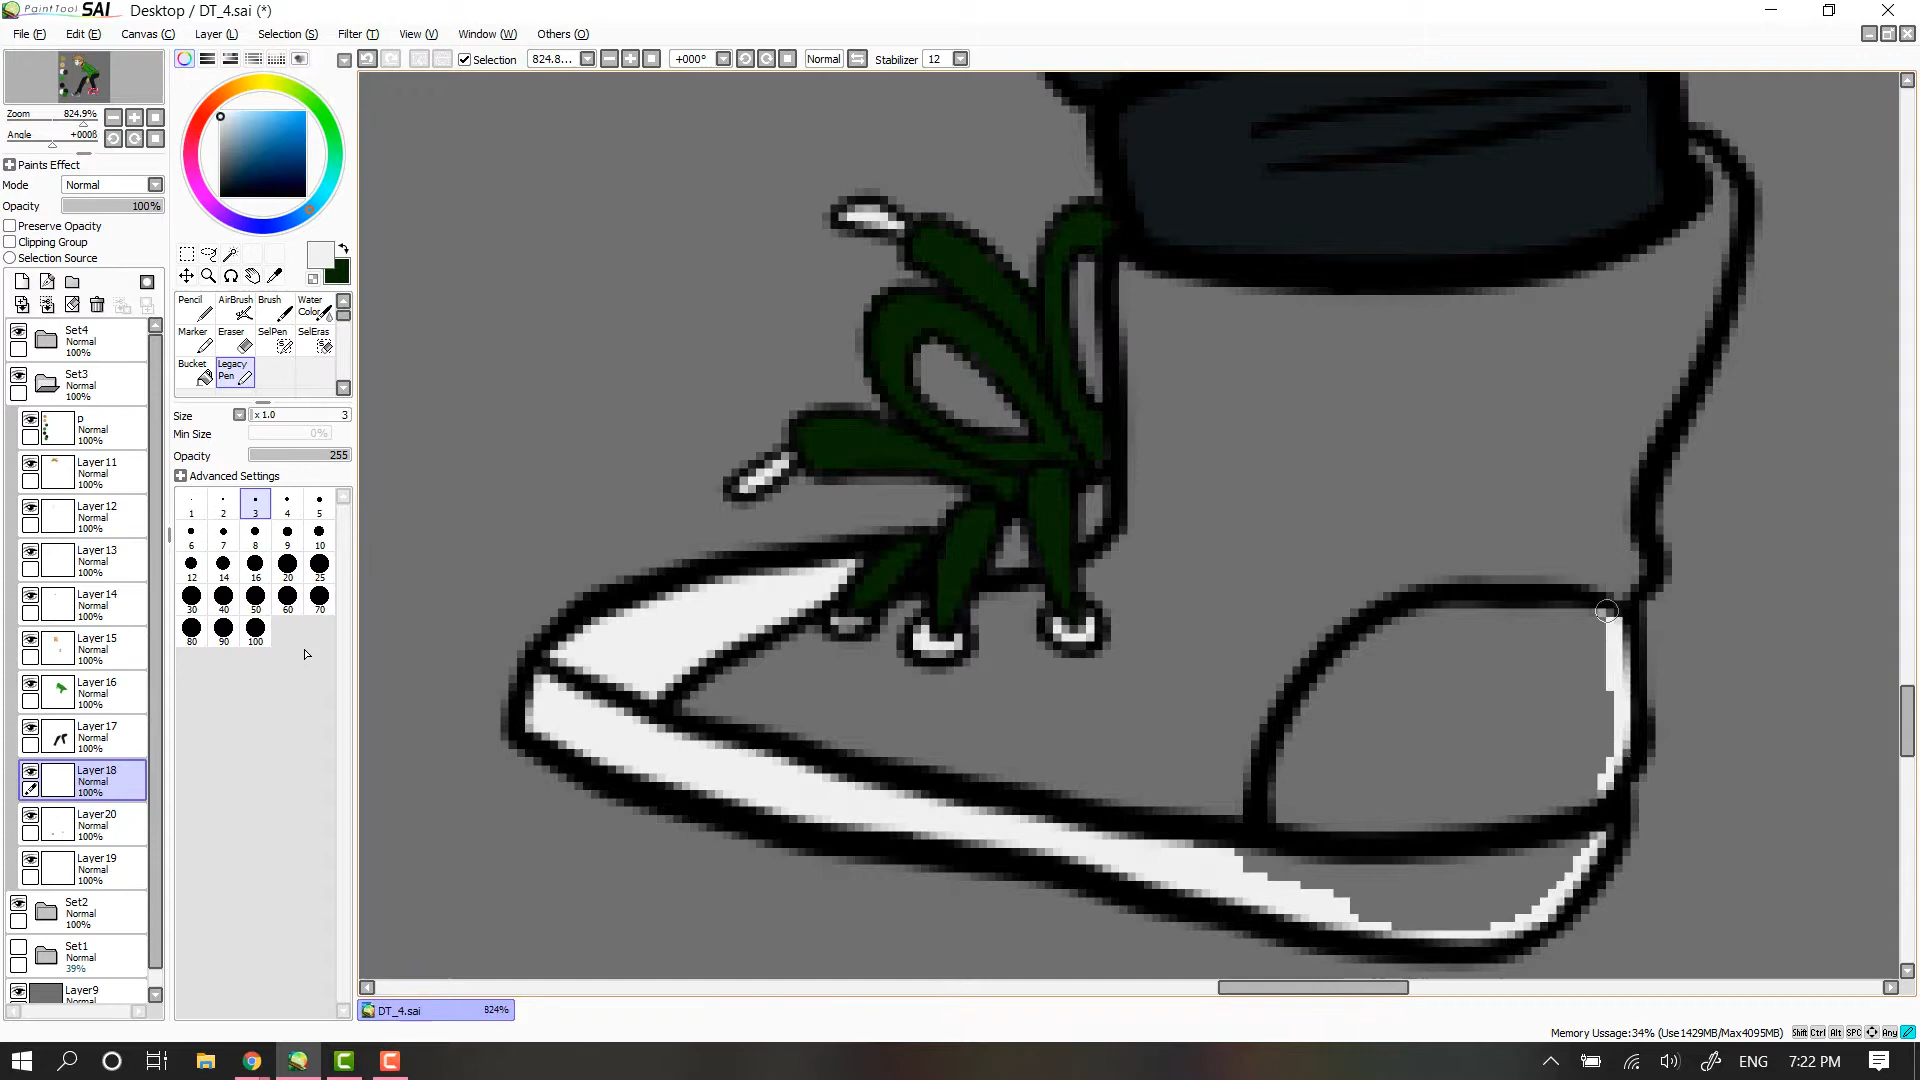 PaintTool SAI Desktop / DT_4.sai (*)
File (F) Edit (E) Canvas (C) Layer (L) Selection (S) Filter (T) View (V) Window (W) Others (O)
Selection 824.8... +000° Normal Stabilizer 12
Zoom 824.9%
Angle +000ß
Paints Effect
Mode Normal
Opacity 100%
Preserve Opacity
Clipping Group
Selection Source
Set4
Normal
100%
Set3
Normal
100%
p
Normal
100%
Layer11
Normal
100%
Layer12
Normal
100%
Layer13
Normal
100%
Layer14
Normal
100%
Layer15
Normal
100%
Layer16
Normal
100%
Layer17
Normal
100%
Layer18
Normal
100%
Layer20
Normal
100%
Layer19
Normal
100%
Set2
Normal
100%
Set1
Normal
39%
Layer9
Normal
Pencil AirBrush Brush Water Color
Marker Eraser SelPen SelEras
Bucket Legacy Pen
Size x 1.0 3
Min Size 0%
Opacity 255
Advanced Settings
1 2 3 4 5
6 7 8 9 10
12 14 16 20 25
30 40 50 60 70
80 90 100
DT_4.sai 824%
Memory Ussage:34% (Use1429MB/Max4095MB) Shift Ctrl Alt SPC Any
ENG 7:22 PM